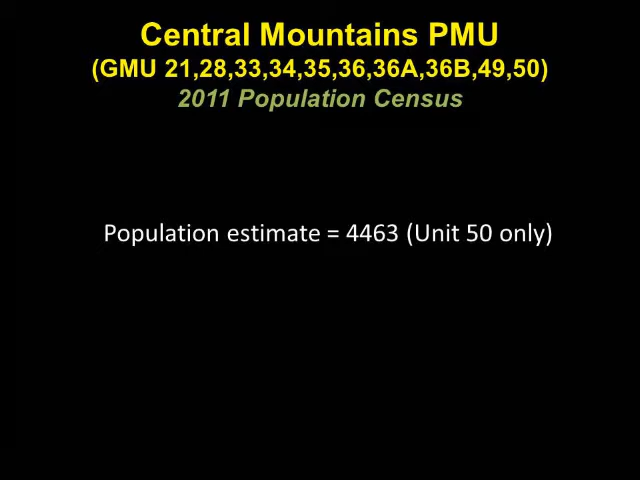 Central Mountains PMU
(GMU 21,28,33,34,35,36,36A,36B,49,50)
2011 Population Census
Population estimate = 4463 (Unit 50 only)